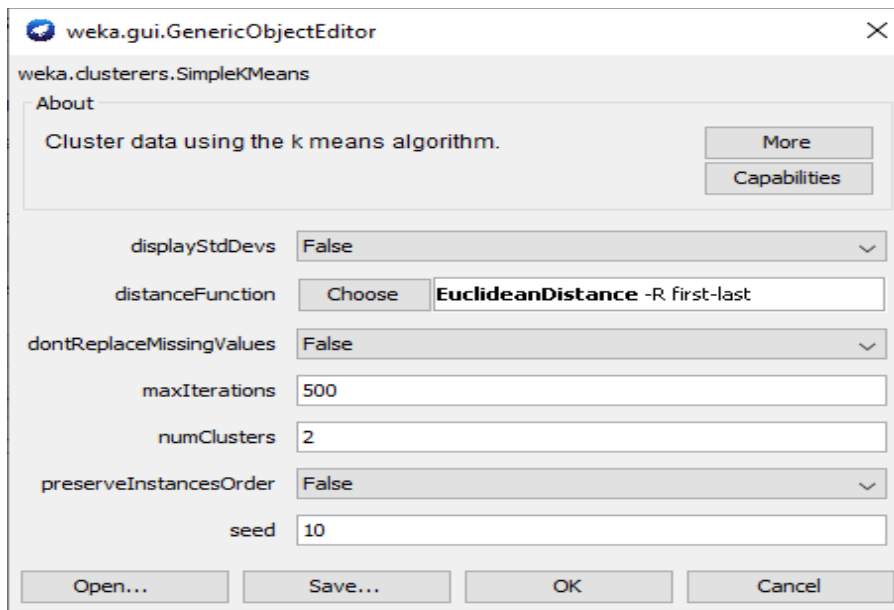 weka.gui.GenericObjectEditor
weka.clusterers.SimpleKMeans
About
Cluster data using the k means algorithm.
More
Capabilities
displayStdDevs False
distanceFunction Choose EuclideanDistance -R first-last
dontReplaceMissingValues False
maxIterations 500
numClusters 2
preserveInstancesOrder False
seed 10
Open... Save... OK Cancel